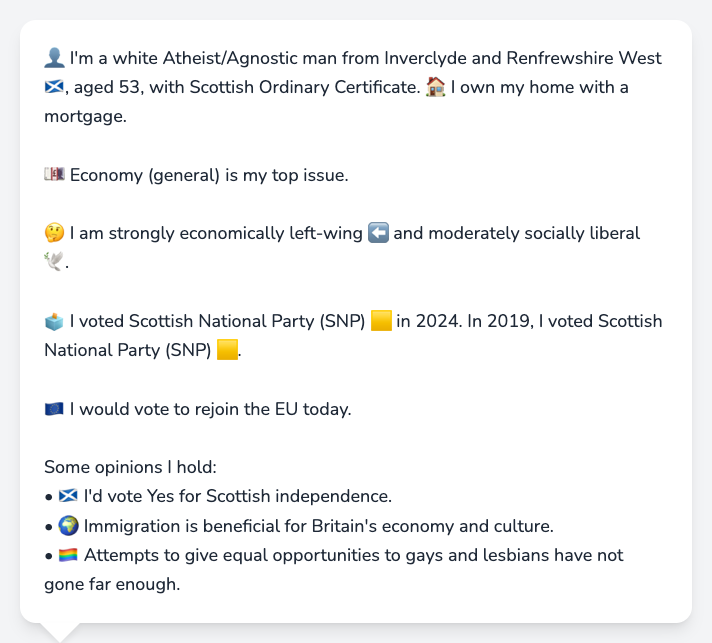 👤 I'm a white Atheist/Agnostic man from Inverclyde and Renfrewshire West
🏴󠁧󠁢󠁳󠁣󠁴󠁿, aged 53, with Scottish Ordinary Certificate. 🏠 I own my home with a
mortgage.
💷 Economy (general) is my top issue.
🤔 I am strongly economically left-wing ⬅️ and moderately socially liberal
🕊️.
🗳️ I voted Scottish National Party (SNP) 🟨 in 2024. In 2019, I voted Scottish
National Party (SNP) 🟨.
🇪🇺 I would vote to rejoin the EU today.
Some opinions I hold:
• 🏴󠁧󠁢󠁳󠁣󠁴󠁿 I'd vote Yes for Scottish independence.
• 🌍 Immigration is beneficial for Britain's economy and culture.
• 🏳️‍🌈 Attempts to give equal opportunities to gays and lesbians have not
gone far enough.